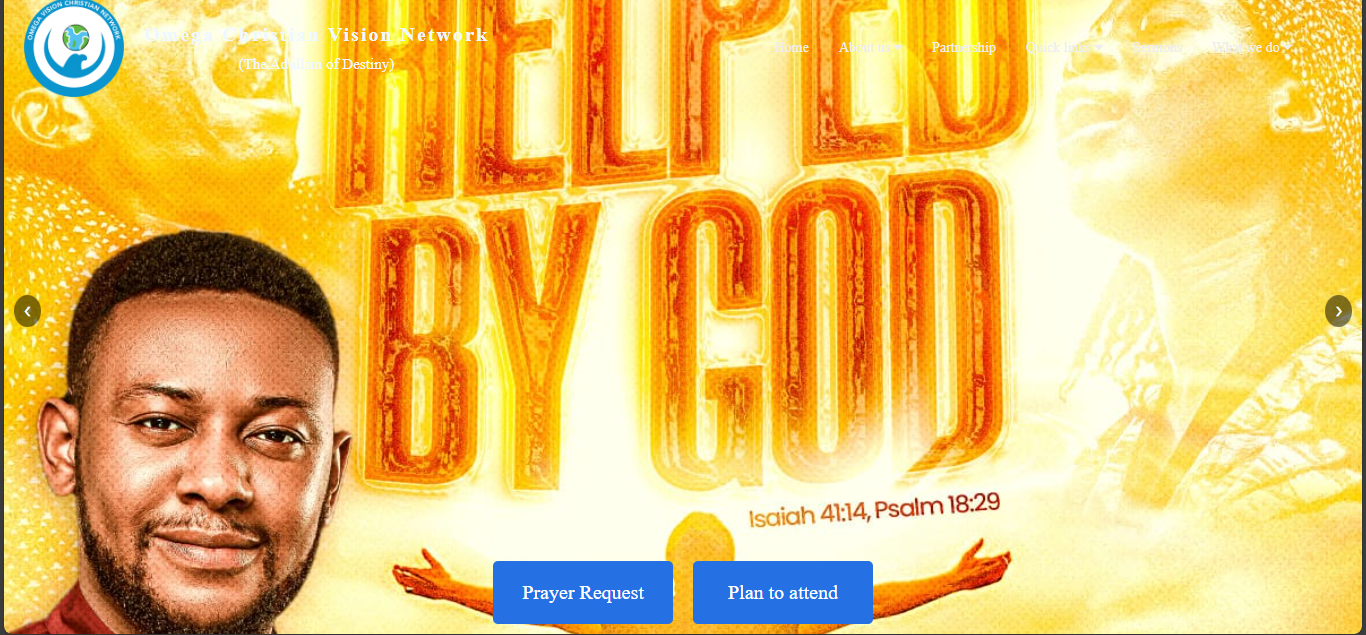 OMEGA VISION CHRISTIAN NETWORK
Omega Christian Vision Network
(The Adullam of Destiny)
Home About us Partnership Quick links Sermons What we do
HELPED
BY GOD
Isaiah 41:14, Psalm 18:29
Prayer Request Plan to attend